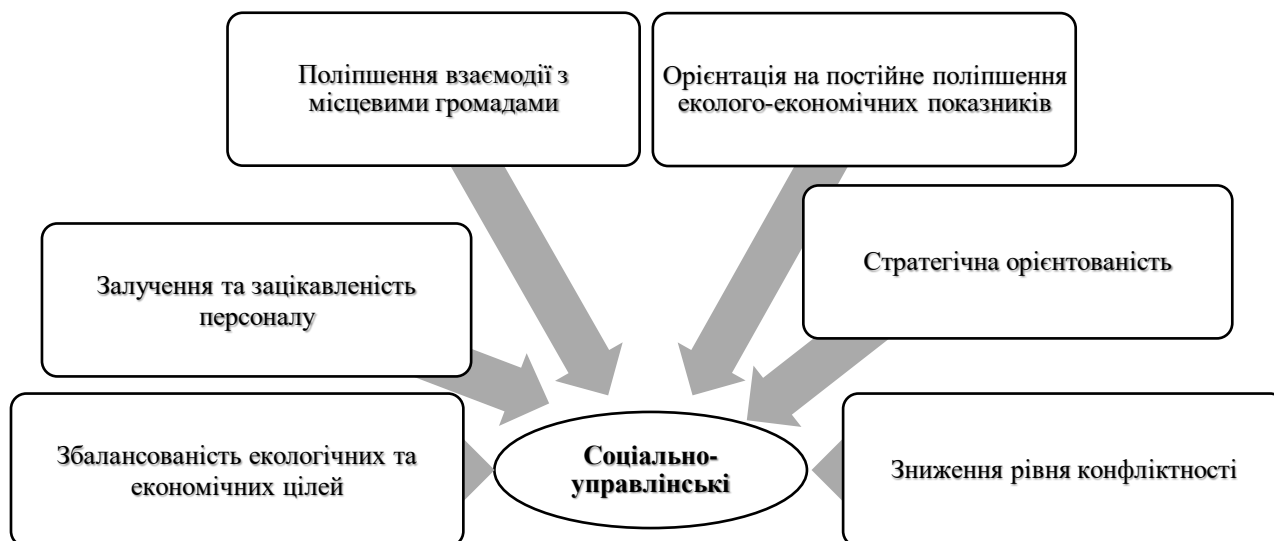 Поліпшення взаємодії з
місцевими громадами
Орієнтація на постійне поліпшення
еколого-економічних показників
Залучення та зацікавленість
персоналу
Стратегічна орієнтованість
Збалансованість екологічних та
економічних цілей
Соціально-
управлінські
Зниження рівня конфліктності